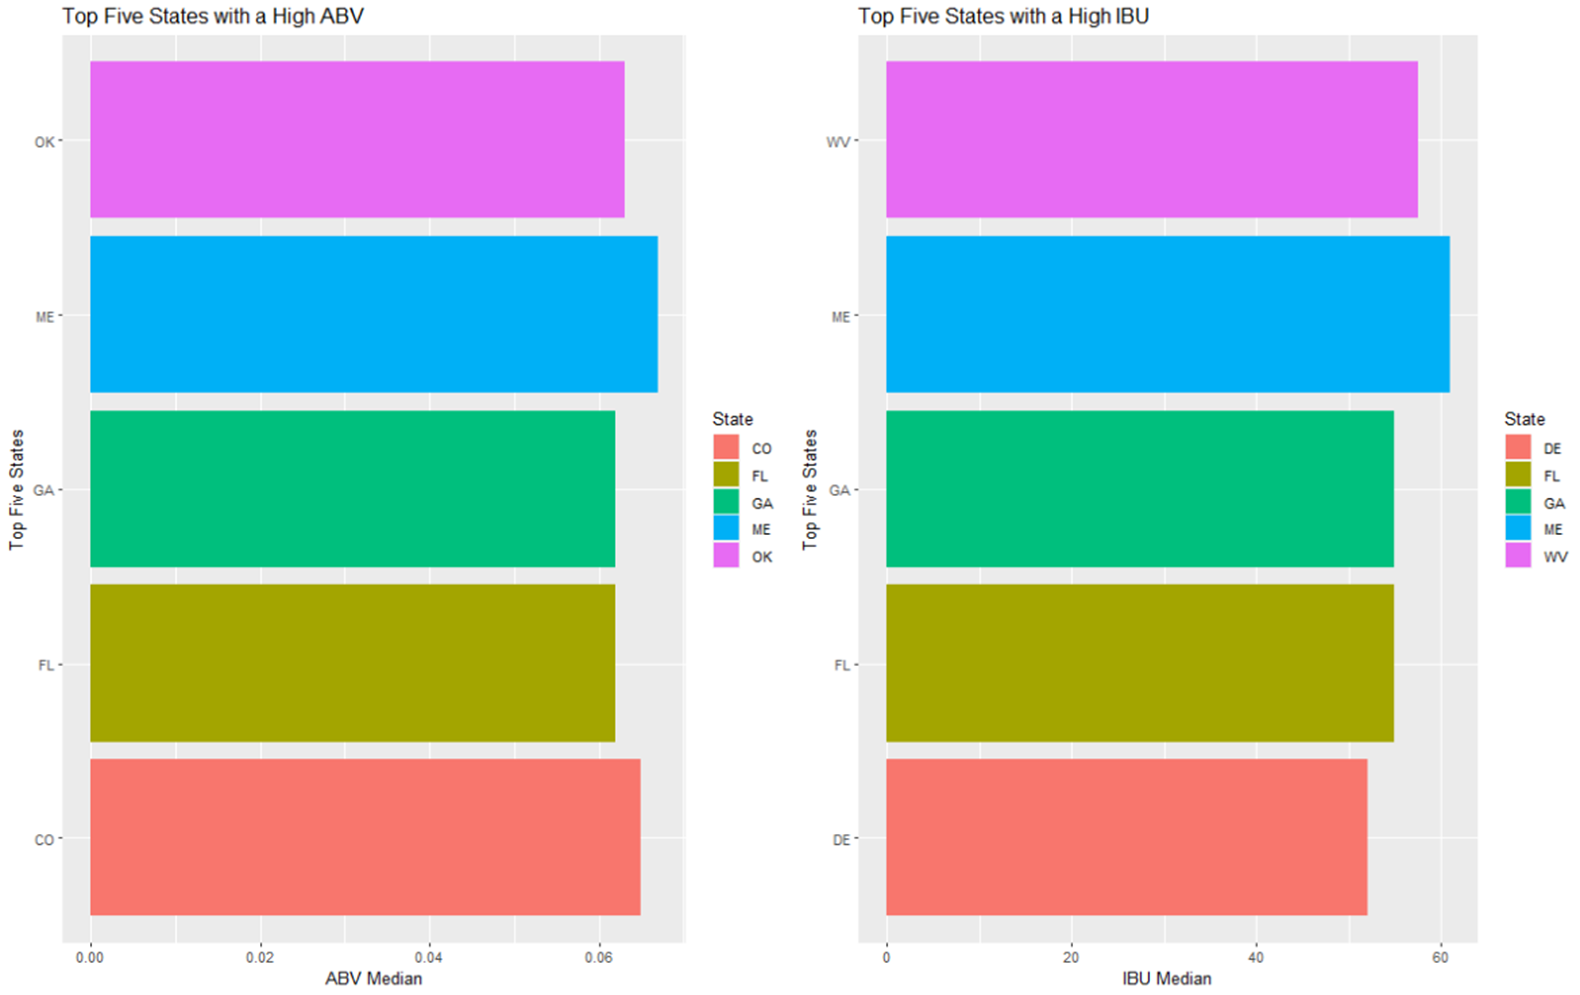 Top Five States with a High ABV
Top Five States
OK
ME
GA
FL
CO
0.00 0.02 0.04 0.06
ABV Median
State
CO
FL
GA
ME
OK
Top Five States with a High IBU
Top Five States
WV
ME
GA
FL
DE
0 20 40 60
IBU Median
State
DE
FL
GA
ME
WV